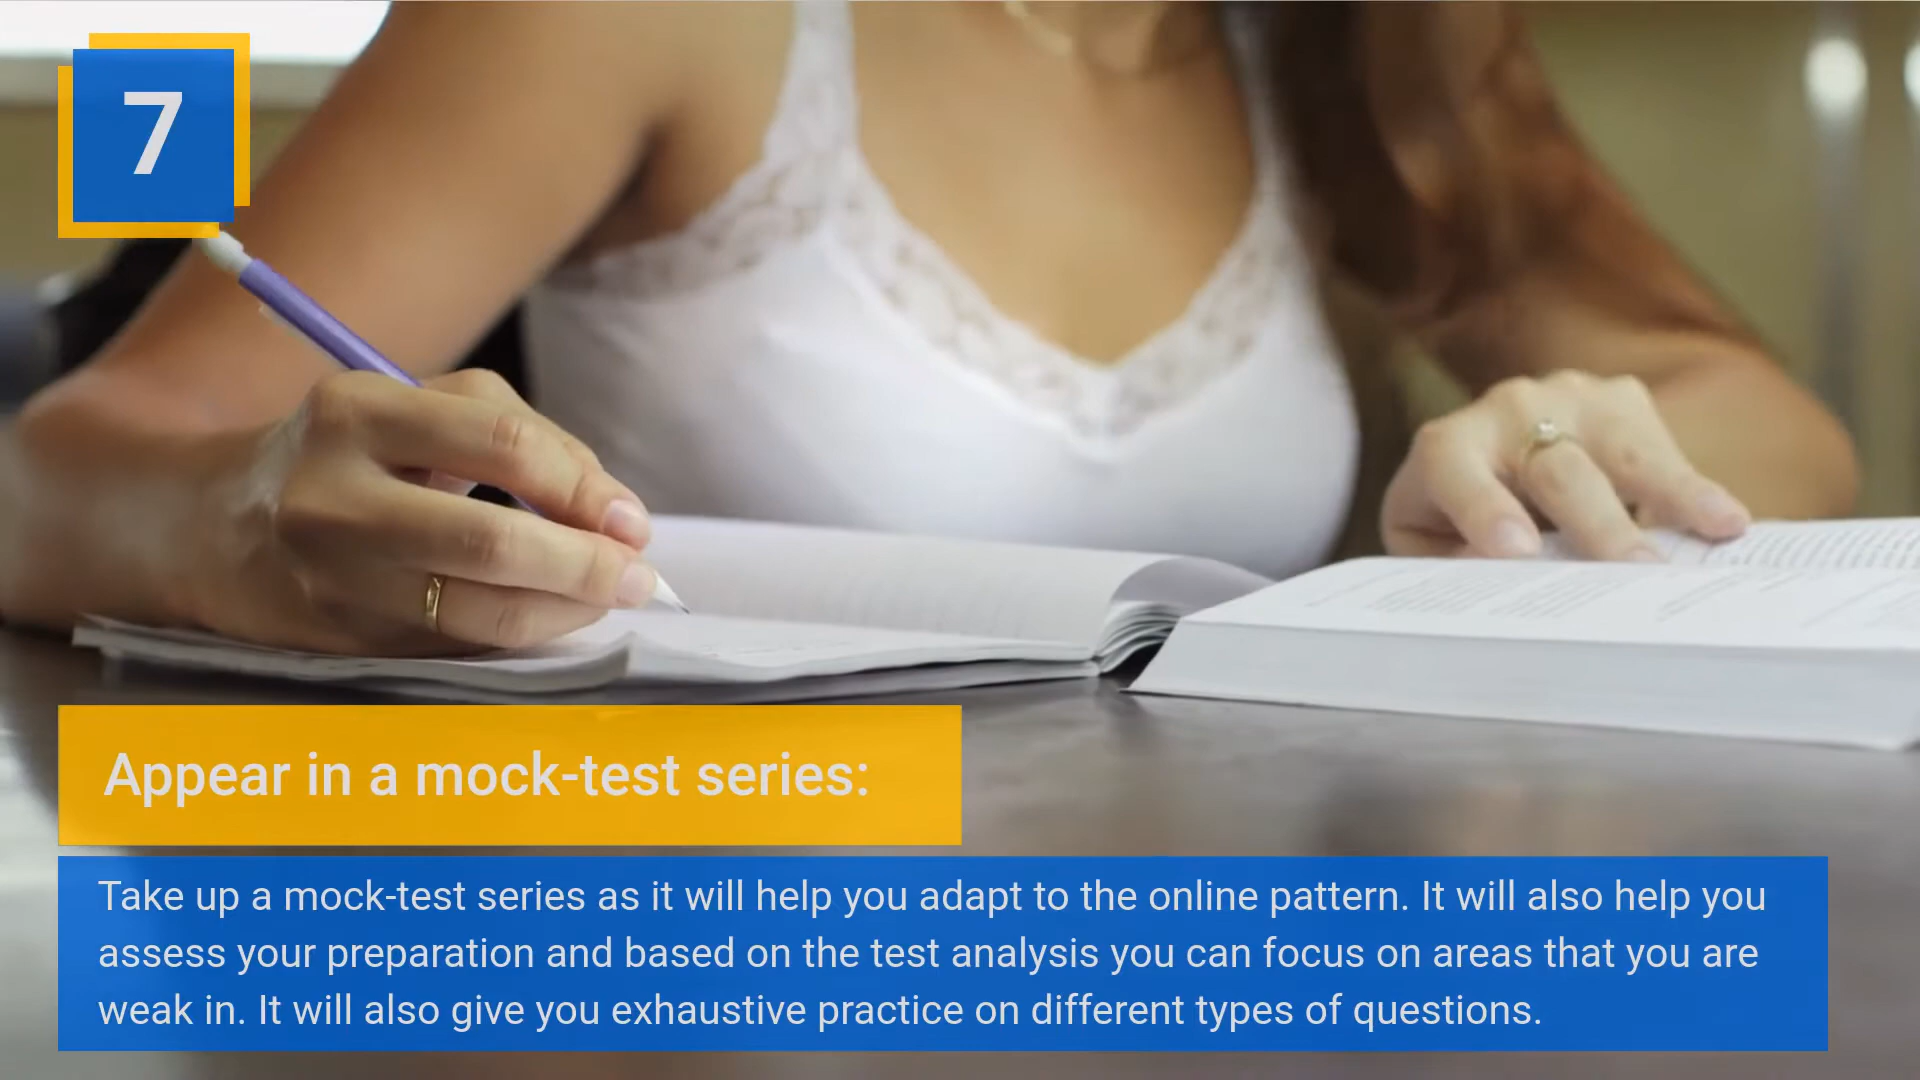 7
Appear in a mock-test series:
Take up a mock-test series as it will help you adapt to the online pattern. It will also help you
assess your preparation and based on the test analysis you can focus on areas that you are
weak in. It will also give you exhaustive practice on different types of questions.